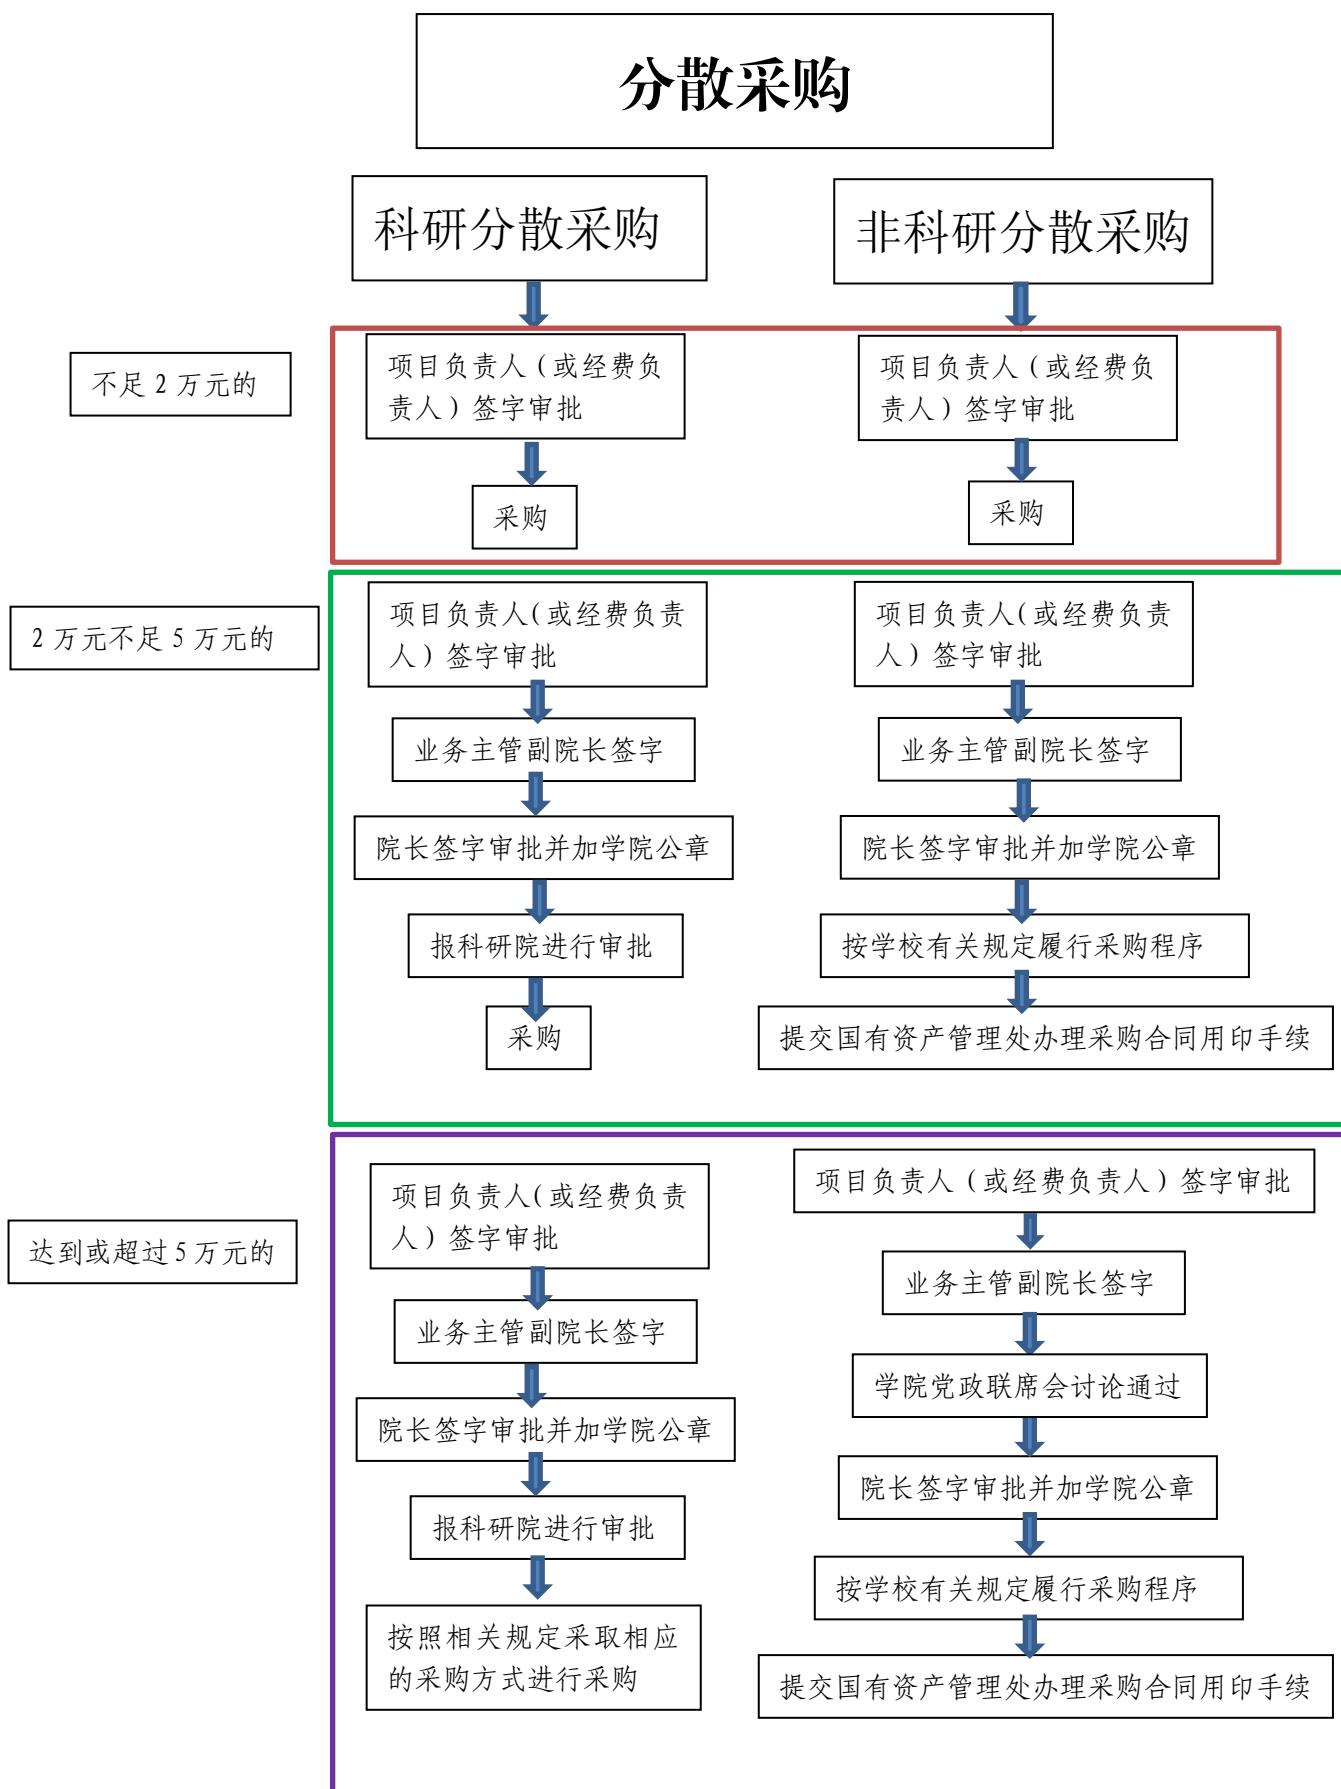 分散采购
科研分散采购
非科研分散采购
不足 2 万元的
项目负责人（或经费负
责人）签字审批
采购
项目负责人（或经费负
责人）签字审批
采购
2 万元不足 5 万元的
项目负责人（或经费负责
人）签字审批
业务主管副院长签字
院长签字审批并加学院公章
报科研院进行审批
采购
项目负责人（或经费负责
人）签字审批
业务主管副院长签字
院长签字审批并加学院公章
按学校有关规定履行采购程序
提交国有资产管理处办理采购合同用印手续
达到或超过 5 万元的
项目负责人（或经费负责
人）签字审批
业务主管副院长签字
院长签字审批并加学院公章
报科研院进行审批
按照相关规定采取相应
的采购方式进行采购
项目负责人（或经费负责人）签字审批
业务主管副院长签字
学院党政联席会讨论通过
院长签字审批并加学院公章
按学校有关规定履行采购程序
提交国有资产管理处办理采购合同用印手续